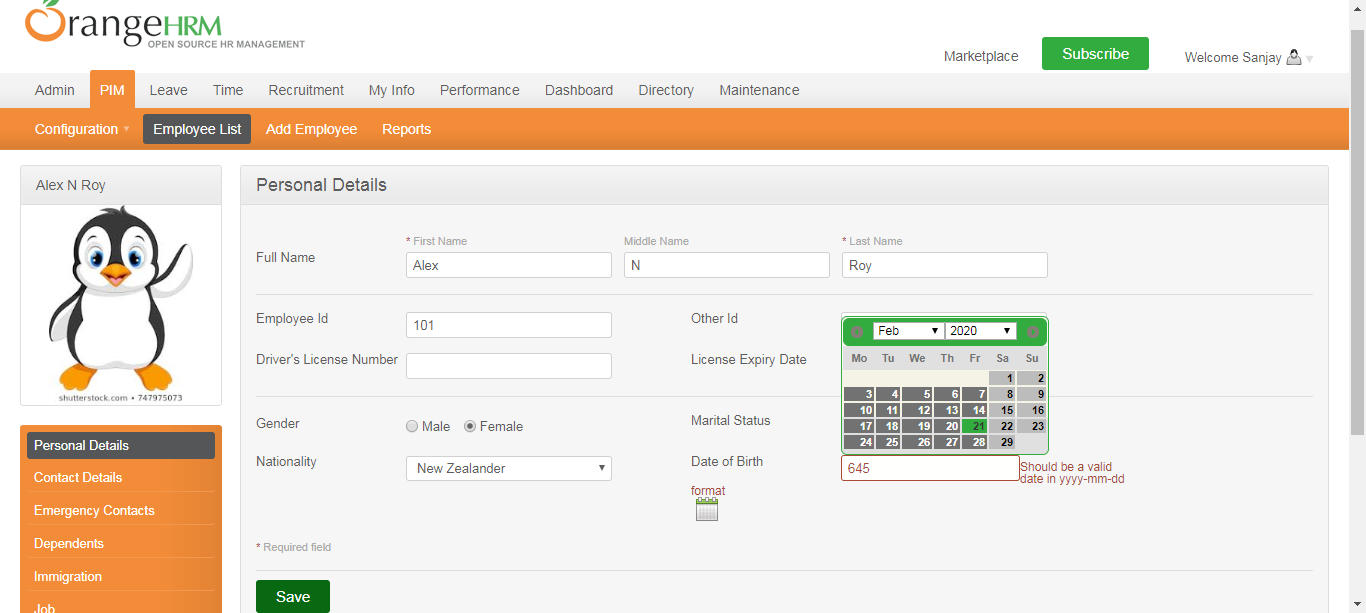 OrangeHRM
OPEN SOURCE HR MANAGEMENT
Marketplace Subscribe Welcome Sanjay
Admin PIM Leave Time Recruitment My Info Performance Dashboard Directory Maintenance
Configuration Employee List Add Employee Reports
Alex N Roy
shutterstock.com • 747975073
Personal Details
Contact Details
Emergency Contacts
Dependents
Immigration
Job
Personal Details
* First Name Middle Name * Last Name
Full Name Alex N Roy
Employee Id 101 Other Id
Driver's License Number License Expiry Date
Feb 2020
Mo Tu We Th Fr Sa Su
1 2
3 4 5 6 7 8 9
10 11 12 13 14 15 16
17 18 19 20 21 22 23
24 25 26 27 28 29
Gender Male Female Marital Status
Nationality New Zealander Date of Birth 645 Should be a valid
date in yyyy-mm-dd
format
* Required field
Save